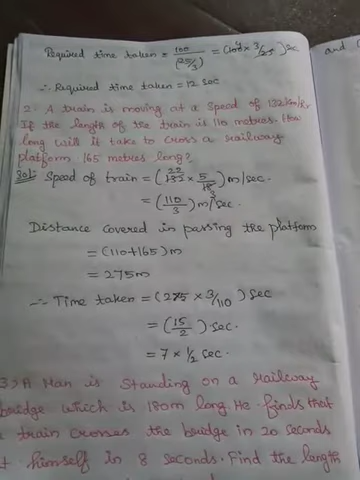 Required time taken = 100/(25/3) = (100 × 3/25) sec
∴ Required time taken = 12 sec
and
2. A train is moving at a speed of 132 km/hr.
If the length of the train is 110 metres. How
long will it take to cross a railway
platform 165 metres long?
Sol: Speed of train = (132 × 5/18) m/sec.
= (110/3) m/sec.
Distance covered in passing the platform
= (110+165)m
= 275m
∴ Time taken = (275 × 3/110) sec
= (15/2) sec.
= 7 × 1/2 sec.
3) A Man is standing on a railway
bridge which is 180m long. He finds that
a train crosses the bridge in 20 seconds
himself in 8 seconds. Find the length